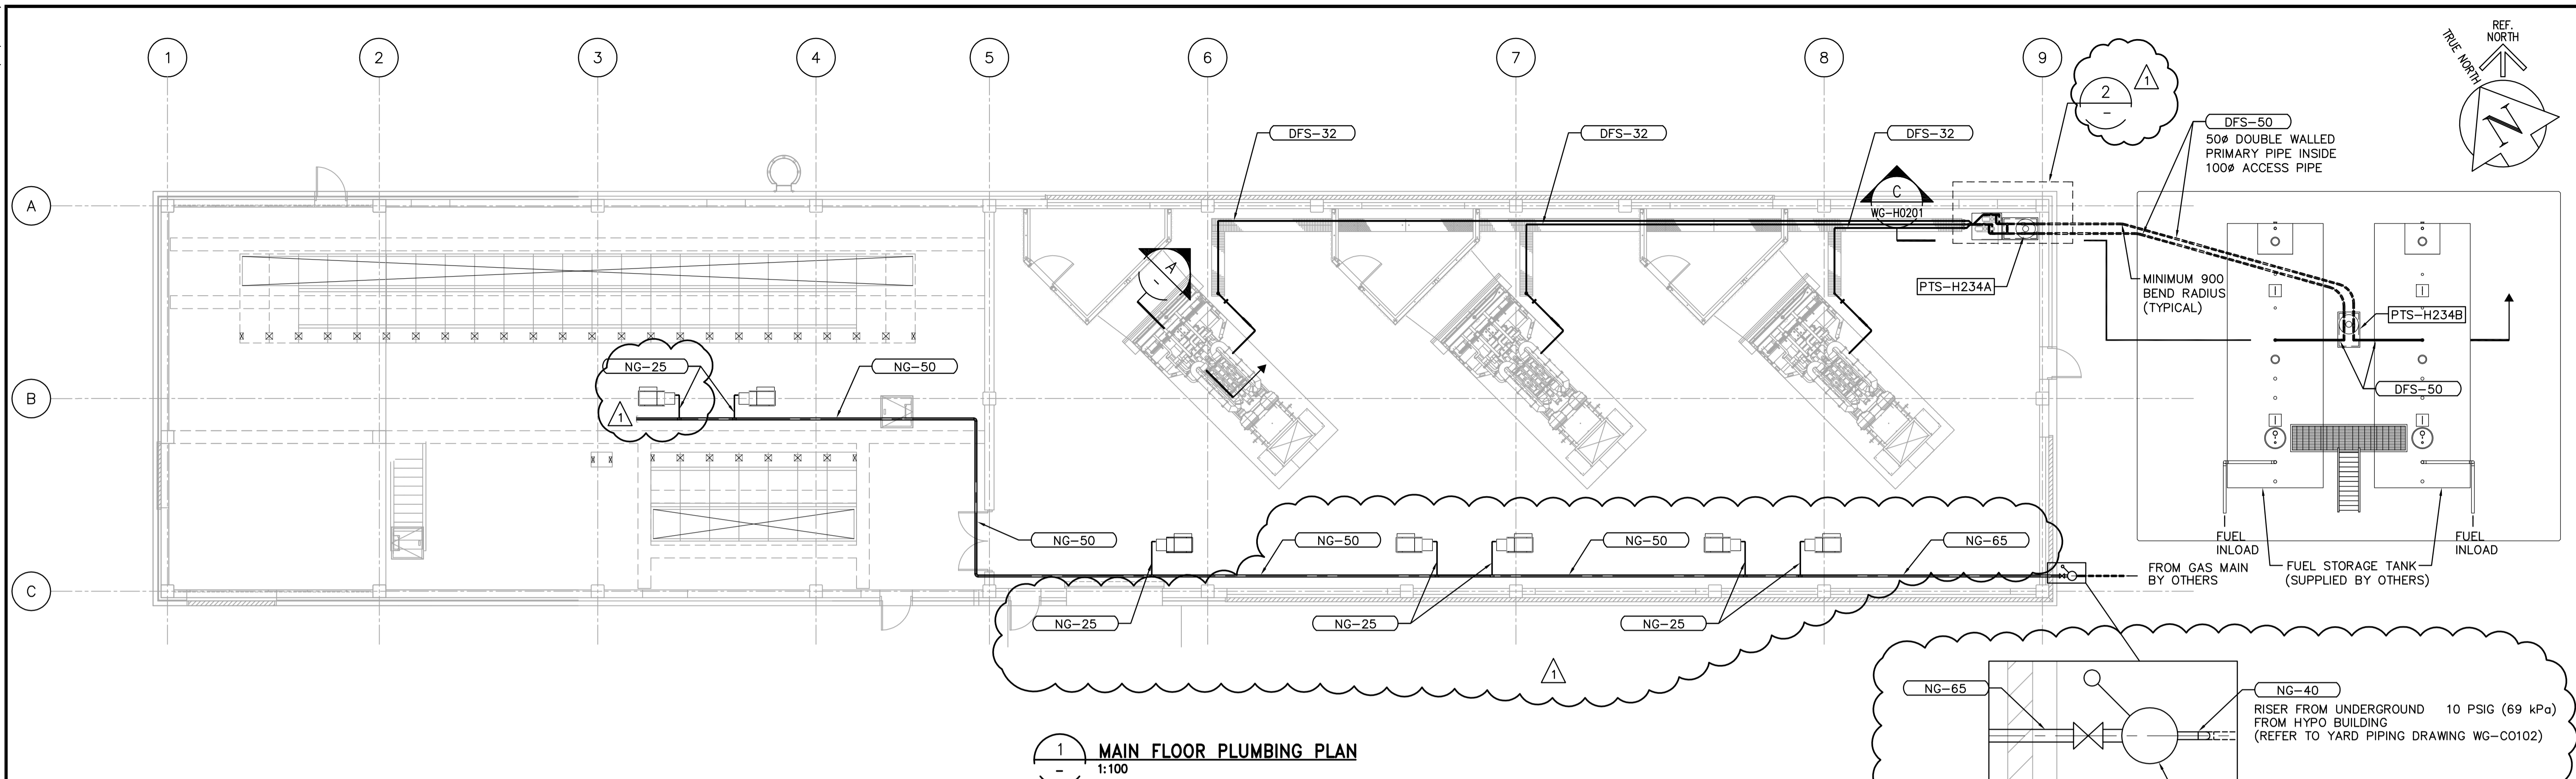 1
2
3
4
5
6
7
8
9
2
-
1
REF.
NORTH
TRUE NORTH
N
DFS-32
DFS-32
DFS-32
DFS-50
50ø DOUBLE WALLED
PRIMARY PIPE INSIDE
100ø ACCESS PIPE
A
C
WG-H0201
A
-
PTS-H234A
MINIMUM 900
BEND RADIUS
(TYPICAL)
PTS-H234B
NG-25
NG-50
B
1
DFS-50
NG-50
NG-50
NG-50
NG-65
FUEL
INLOAD
FUEL
INLOAD
FROM GAS MAIN
BY OTHERS
FUEL STORAGE TANK
(SUPPLIED BY OTHERS)
C
NG-25
NG-25
NG-25
1
NG-65
NG-40
RISER FROM UNDERGROUND 10 PSIG (69 kPa)
FROM HYPO BUILDING
(REFER TO YARD PIPING DRAWING WG-C0102)
1
-
MAIN FLOOR PLUMBING PLAN
1:100